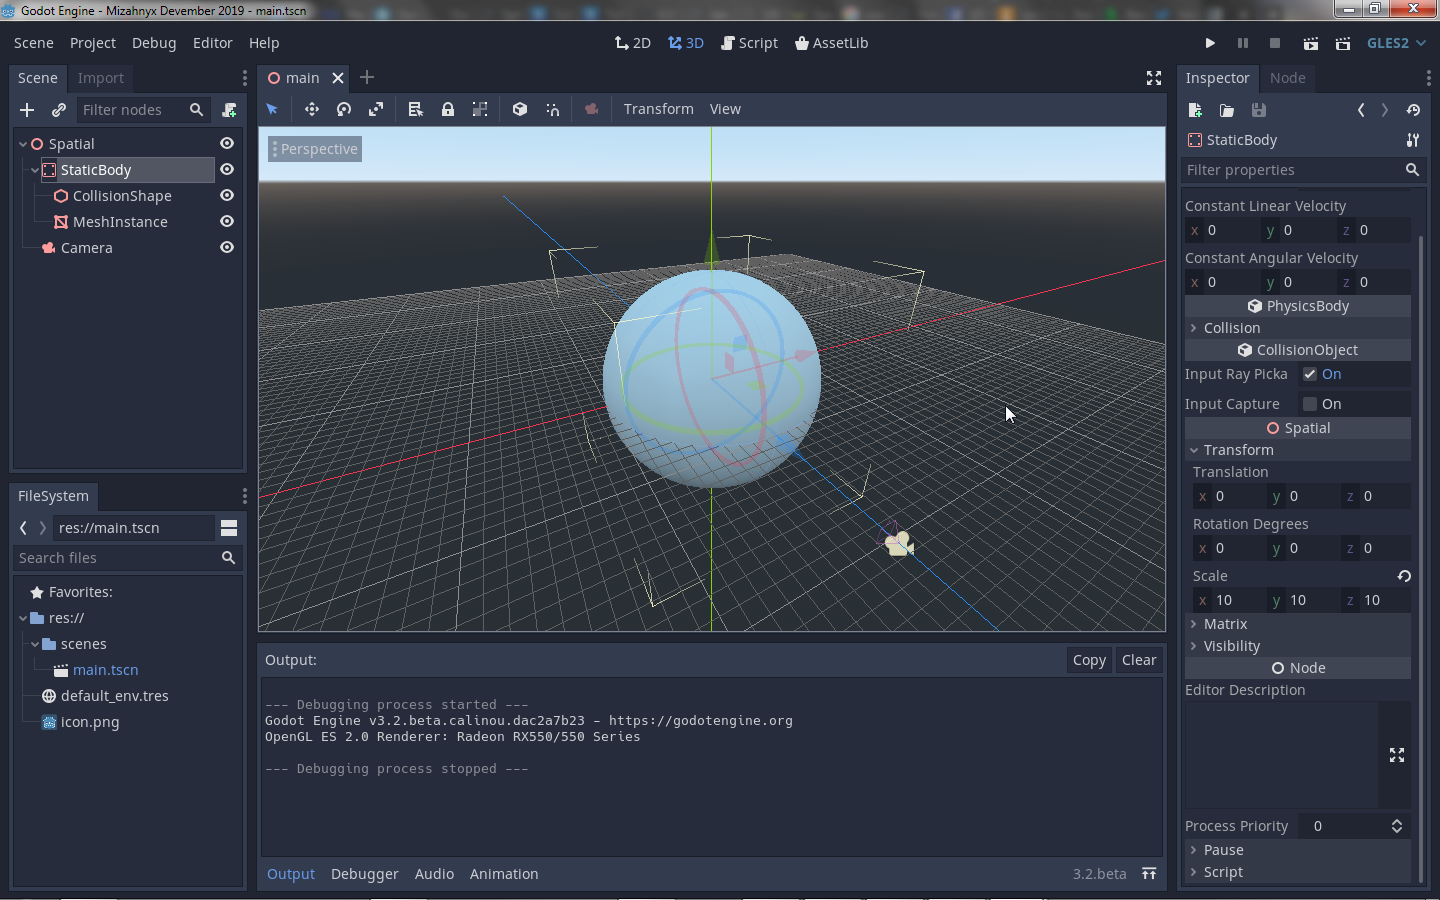 Godot Engine - Mizahnyx Devember 2019 - main.tscn
Scene Project Debug Editor Help
2D 3D Script AssetLib
GLES2
Scene Import
Filter nodes
Spatial
StaticBody
CollisionShape
MeshInstance
Camera
FileSystem
res://main.tscn
Search files
Favorites:
res://
scenes
main.tscn
default_env.tres
icon.png
main
Transform View
Perspective
Output:
Copy Clear
--- Debugging process started ---
Godot Engine v3.2.beta.calinou.dac2a7b23 - https://godotengine.org
OpenGL ES 2.0 Renderer: Radeon RX550/550 Series
--- Debugging process stopped ---
Output Debugger Audio Animation
3.2.beta
Inspector Node
StaticBody
Filter properties
Constant Linear Velocity
x 0 y 0 z 0
Constant Angular Velocity
x 0 y 0 z 0
PhysicsBody
Collision
CollisionObject
Input Ray Picka On
Input Capture On
Spatial
Transform
Translation
x 0 y 0 z 0
Rotation Degrees
x 0 y 0 z 0
Scale
x 10 y 10 z 10
Matrix
Visibility
Node
Editor Description
Process Priority 0
Pause
Script